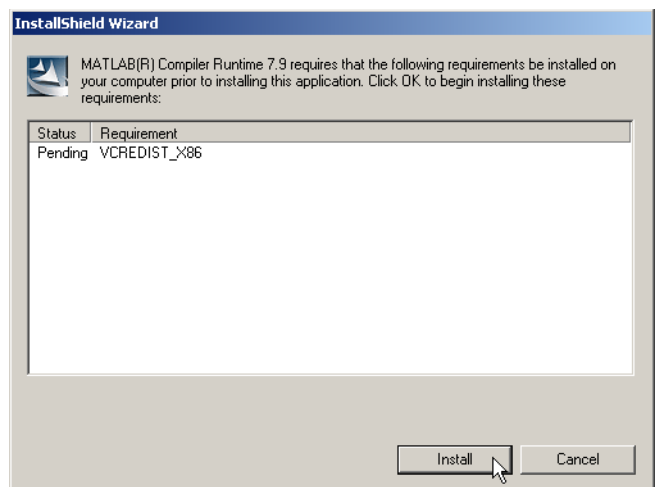 InstallShield Wizard
MATLAB(R) Compiler Runtime 7.9 requires that the following requirements be installed on
your computer prior to installing this application. Click OK to begin installing these
requirements:
Status Requirement
Pending VCREDIST_X86
Install Cancel